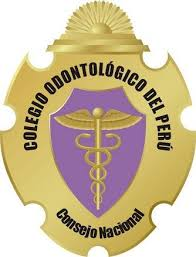 COLEGIO ODONTOLÓGICO DEL PERÚ
Consejo Nacional